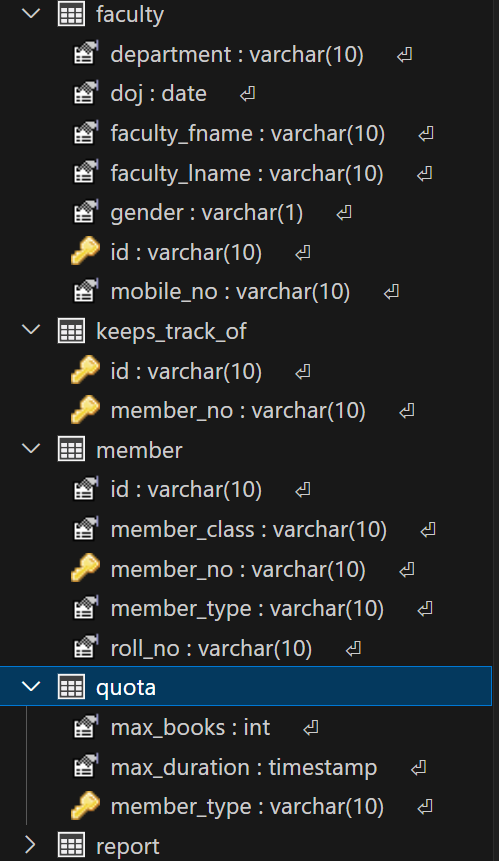 faculty
department : varchar(10)
doj : date
faculty_fname : varchar(10)
faculty_lname : varchar(10)
gender : varchar(1)
id : varchar(10)
mobile_no : varchar(10)
keeps_track_of
id : varchar(10)
member_no : varchar(10)
member
id : varchar(10)
member_class : varchar(10)
member_no : varchar(10)
member_type : varchar(10)
roll_no : varchar(10)
quota
max_books : int
max_duration : timestamp
member_type : varchar(10)
report